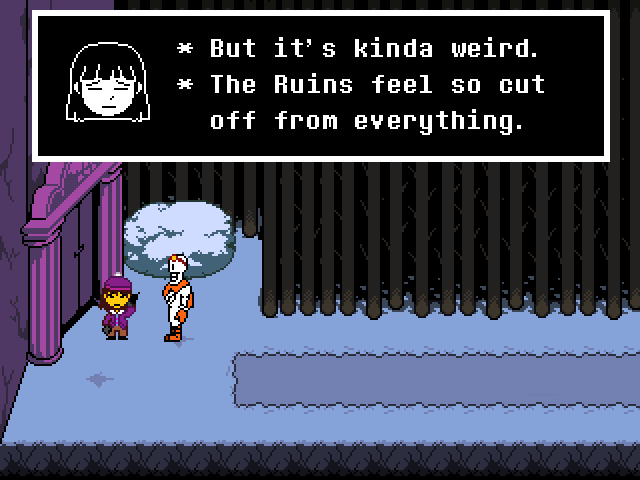 * But it's kinda weird.
* The Ruins feel so cut
off from everything.